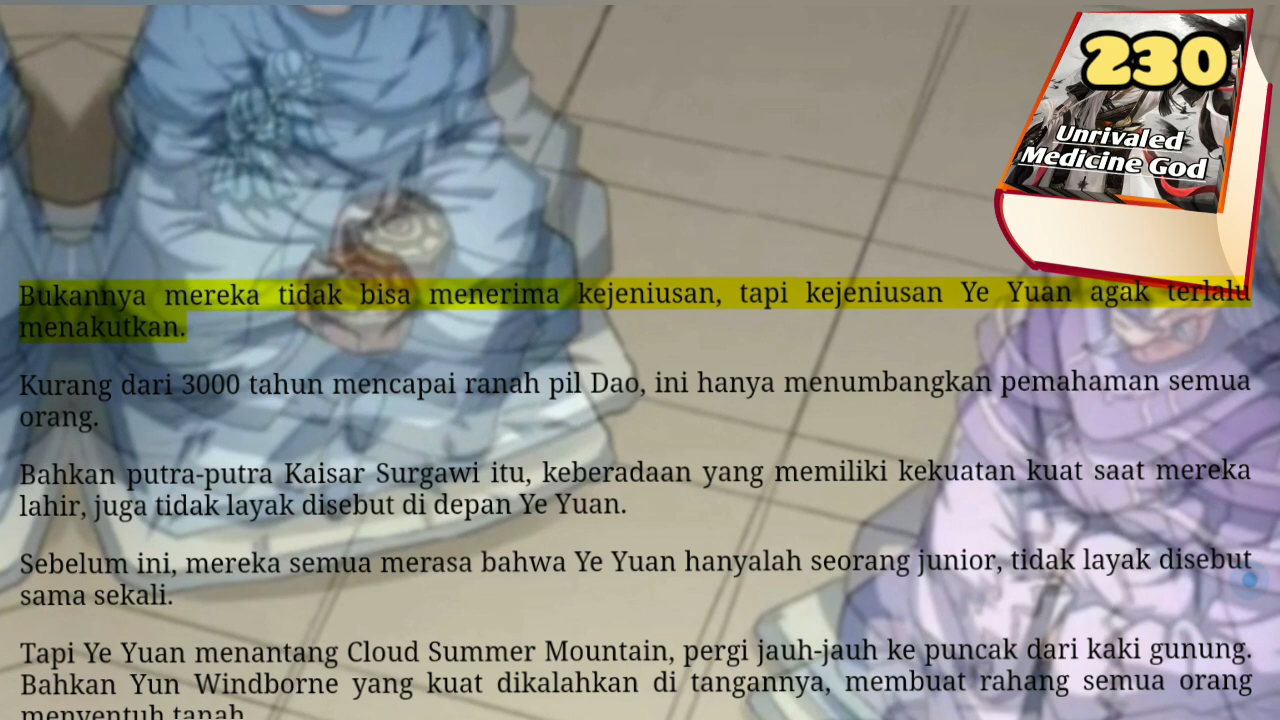 230
Unrivaled
Medicine God
Bukannya mereka tidak bisa menerima kejeniusan, tapi kejeniusan Ye Yuan agak terlalu
menakutkan.
Kurang dari 3000 tahun mencapai ranah pil Dao, ini hanya menumbangkan pemahaman semua
orang.
Bahkan putra-putra Kaisar Surgawi itu, keberadaan yang memiliki kekuatan kuat saat mereka
lahir, juga tidak layak disebut di depan Ye Yuan.
Sebelum ini, mereka semua merasa bahwa Ye Yuan hanyalah seorang junior, tidak layak disebut
sama sekali.
Tapi Ye Yuan menantang Cloud Summer Mountain, pergi jauh-jauh ke puncak dari kaki gunung.
Bahkan Yun Windborne yang kuat dikalahkan di tangannya, membuat rahang semua orang
menyentuh tanah.